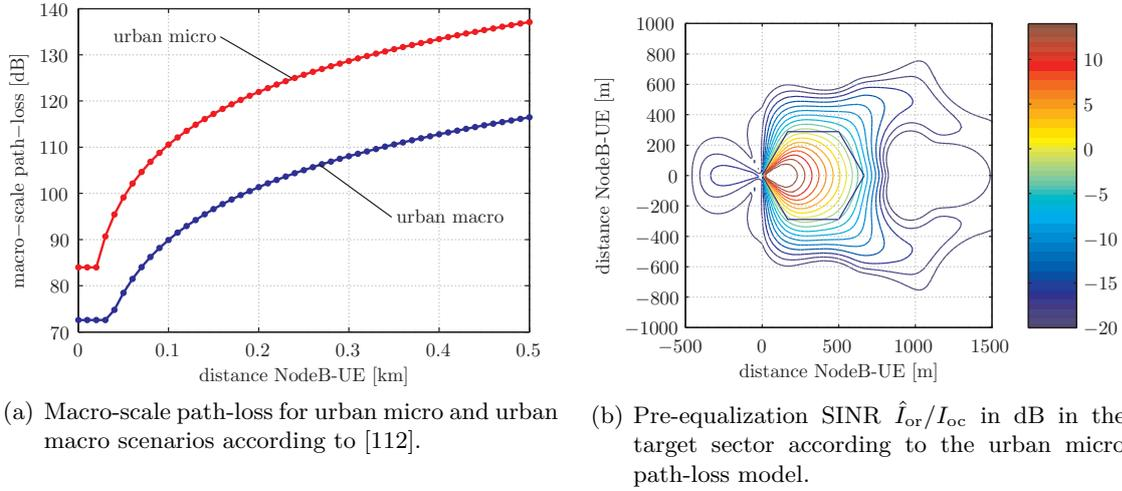 140
130
120
110
100
90
80
70
macro−scale path−loss [dB]
urban micro
urban macro
0 0.1 0.2 0.3 0.4 0.5
distance NodeB-UE [km]
(a) Macro-scale path-loss for urban micro and urban
macro scenarios according to [112].
1000
800
600
400
200
0
−200
−400
−600
−800
−1000
distance NodeB-UE [m]
−500 0 500 1000 1500
distance NodeB-UE [m]
10
5
0
−5
−10
−15
−20
(b) Pre-equalization SINR Îor/Ioc in dB in the
target sector according to the urban micro
path-loss model.